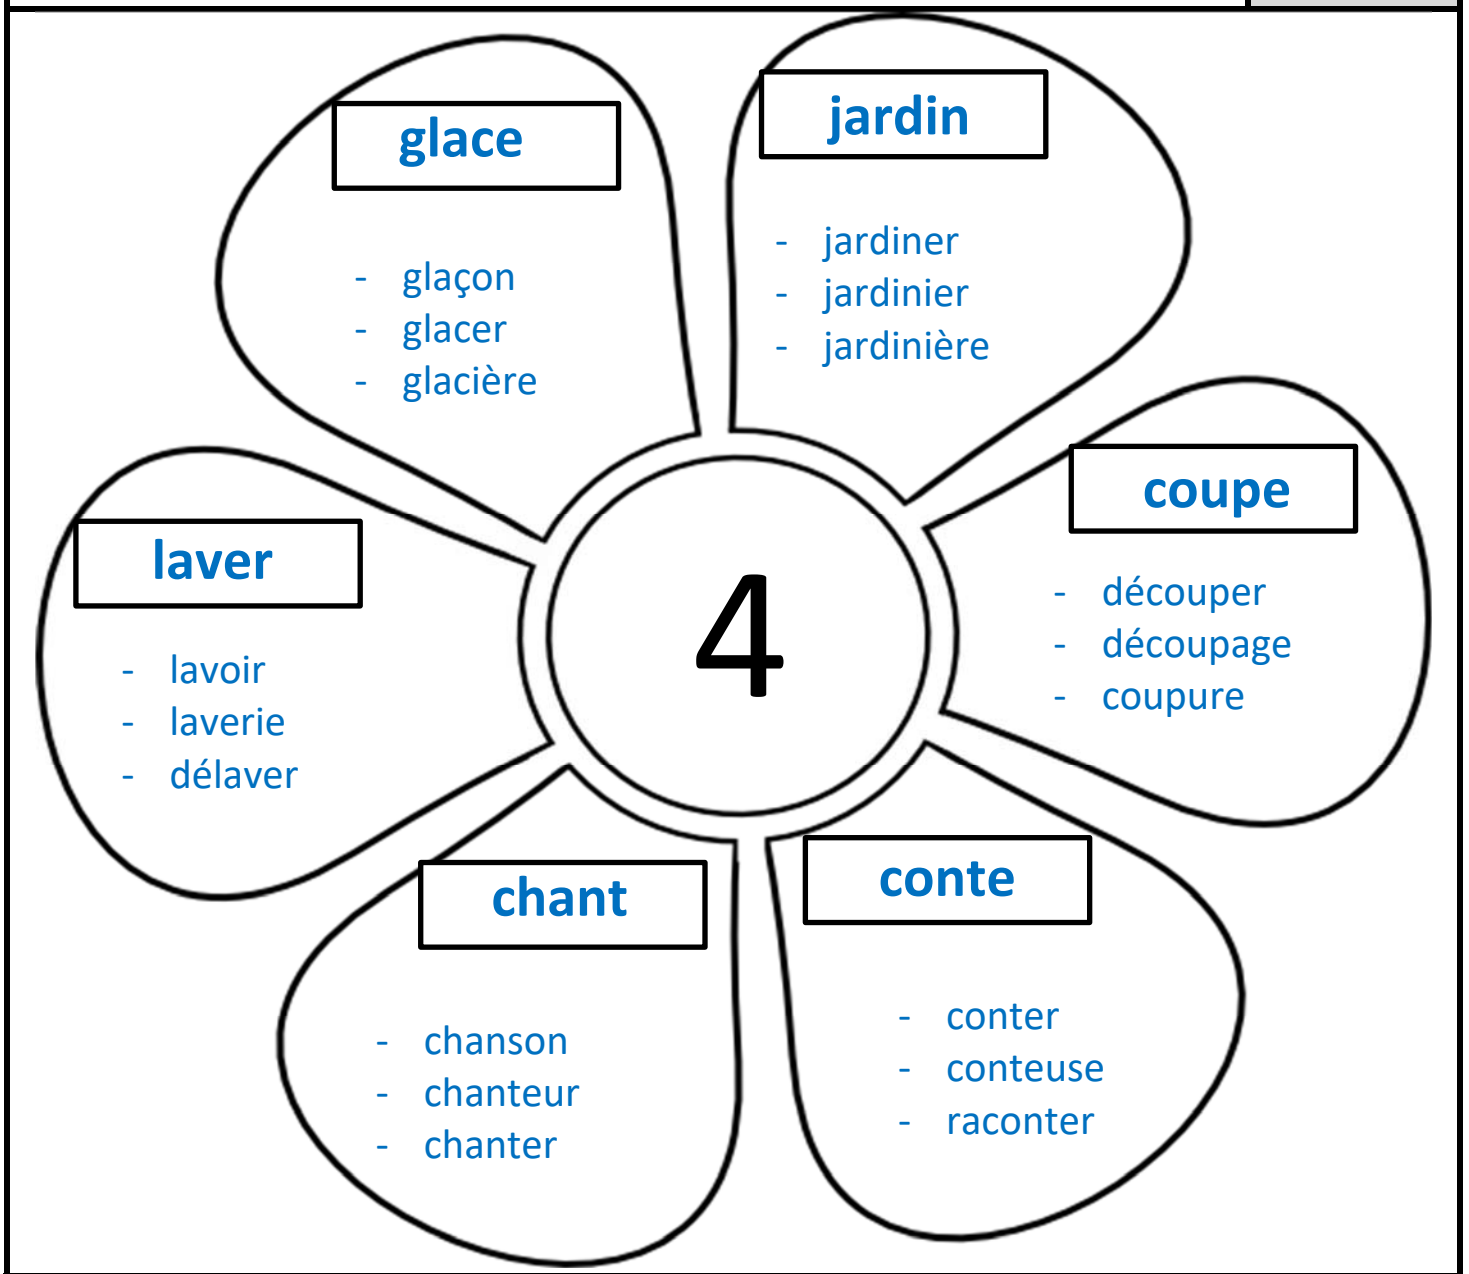 glace
- glaçon
- glacer
- glacière
jardin
- jardiner
- jardinier
- jardinière
laver
- lavoir
- laverie
- délaver
4
coupe
- découper
- découpage
- coupure
chant
- chanson
- chanteur
- chanter
conte
- conter
- conteuse
- raconter